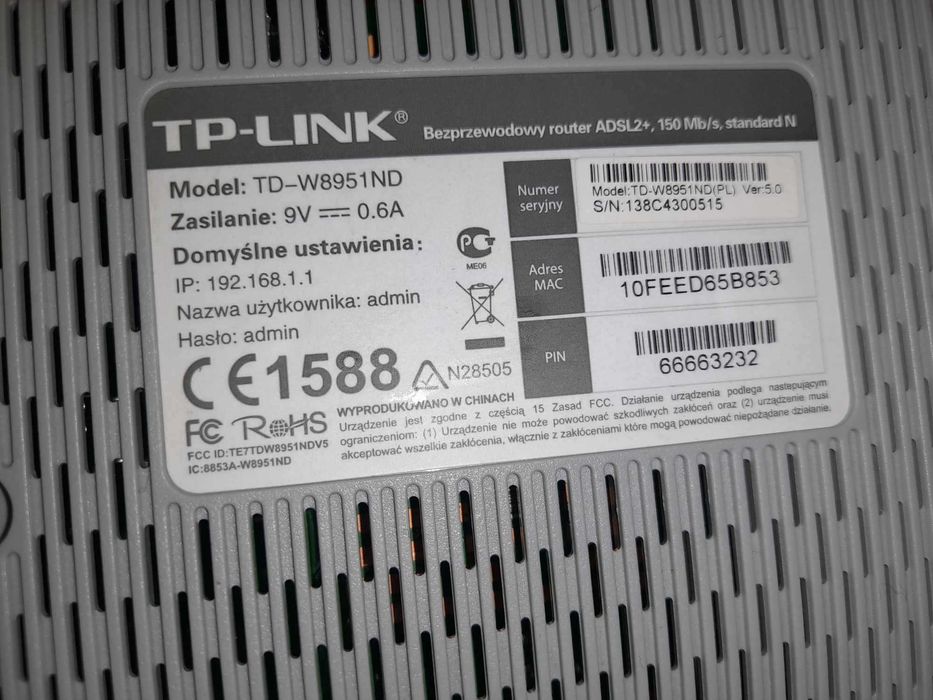 TP-LINK®
Bezprzewodowy router ADSL2+, 150 Mb/s, standard N
Model: TD-W8951ND
Zasilanie: 9V ⎓ 0.6A
Domyślne ustawienia:
IP: 192.168.1.1
Nazwa użytkownika: admin
Hasło: admin
PCT
ME06
CE1588
N28505
FC RoHS
FCC ID:TE7TDW8951NDV5
IC:8853A-W8951ND
Numer
seryjny
Model:TD-W8951ND(PL) Ver:5.0
S/N:138C4300515
Adres
MAC
10FEED65B853
PIN
66663232
WYPRODUKOWANO W CHINACH
Urządzenie jest zgodne z częścią 15 Zasad FCC. Działanie urządzenia podlega następującym
ograniczeniom: (1) Urządzenie nie może powodować szkodliwych zakłóceń oraz (2) urządzenie musi
akceptować wszelkie zakłócenia, włącznie z zakłóceniami które mogą powodować niepożądane działanie.